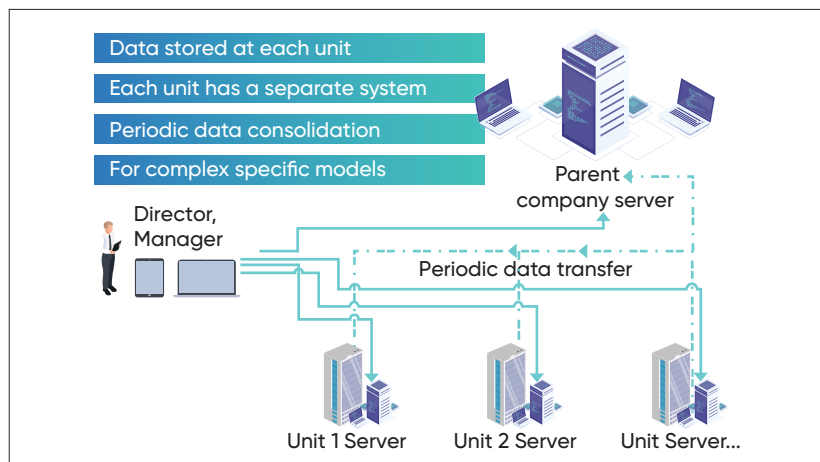 Data stored at each unit
Each unit has a separate system
Periodic data consolidation
For complex specific models
Parent
company server
Director,
Manager
Periodic data transfer
Unit 1 Server
Unit 2 Server
Unit Server...